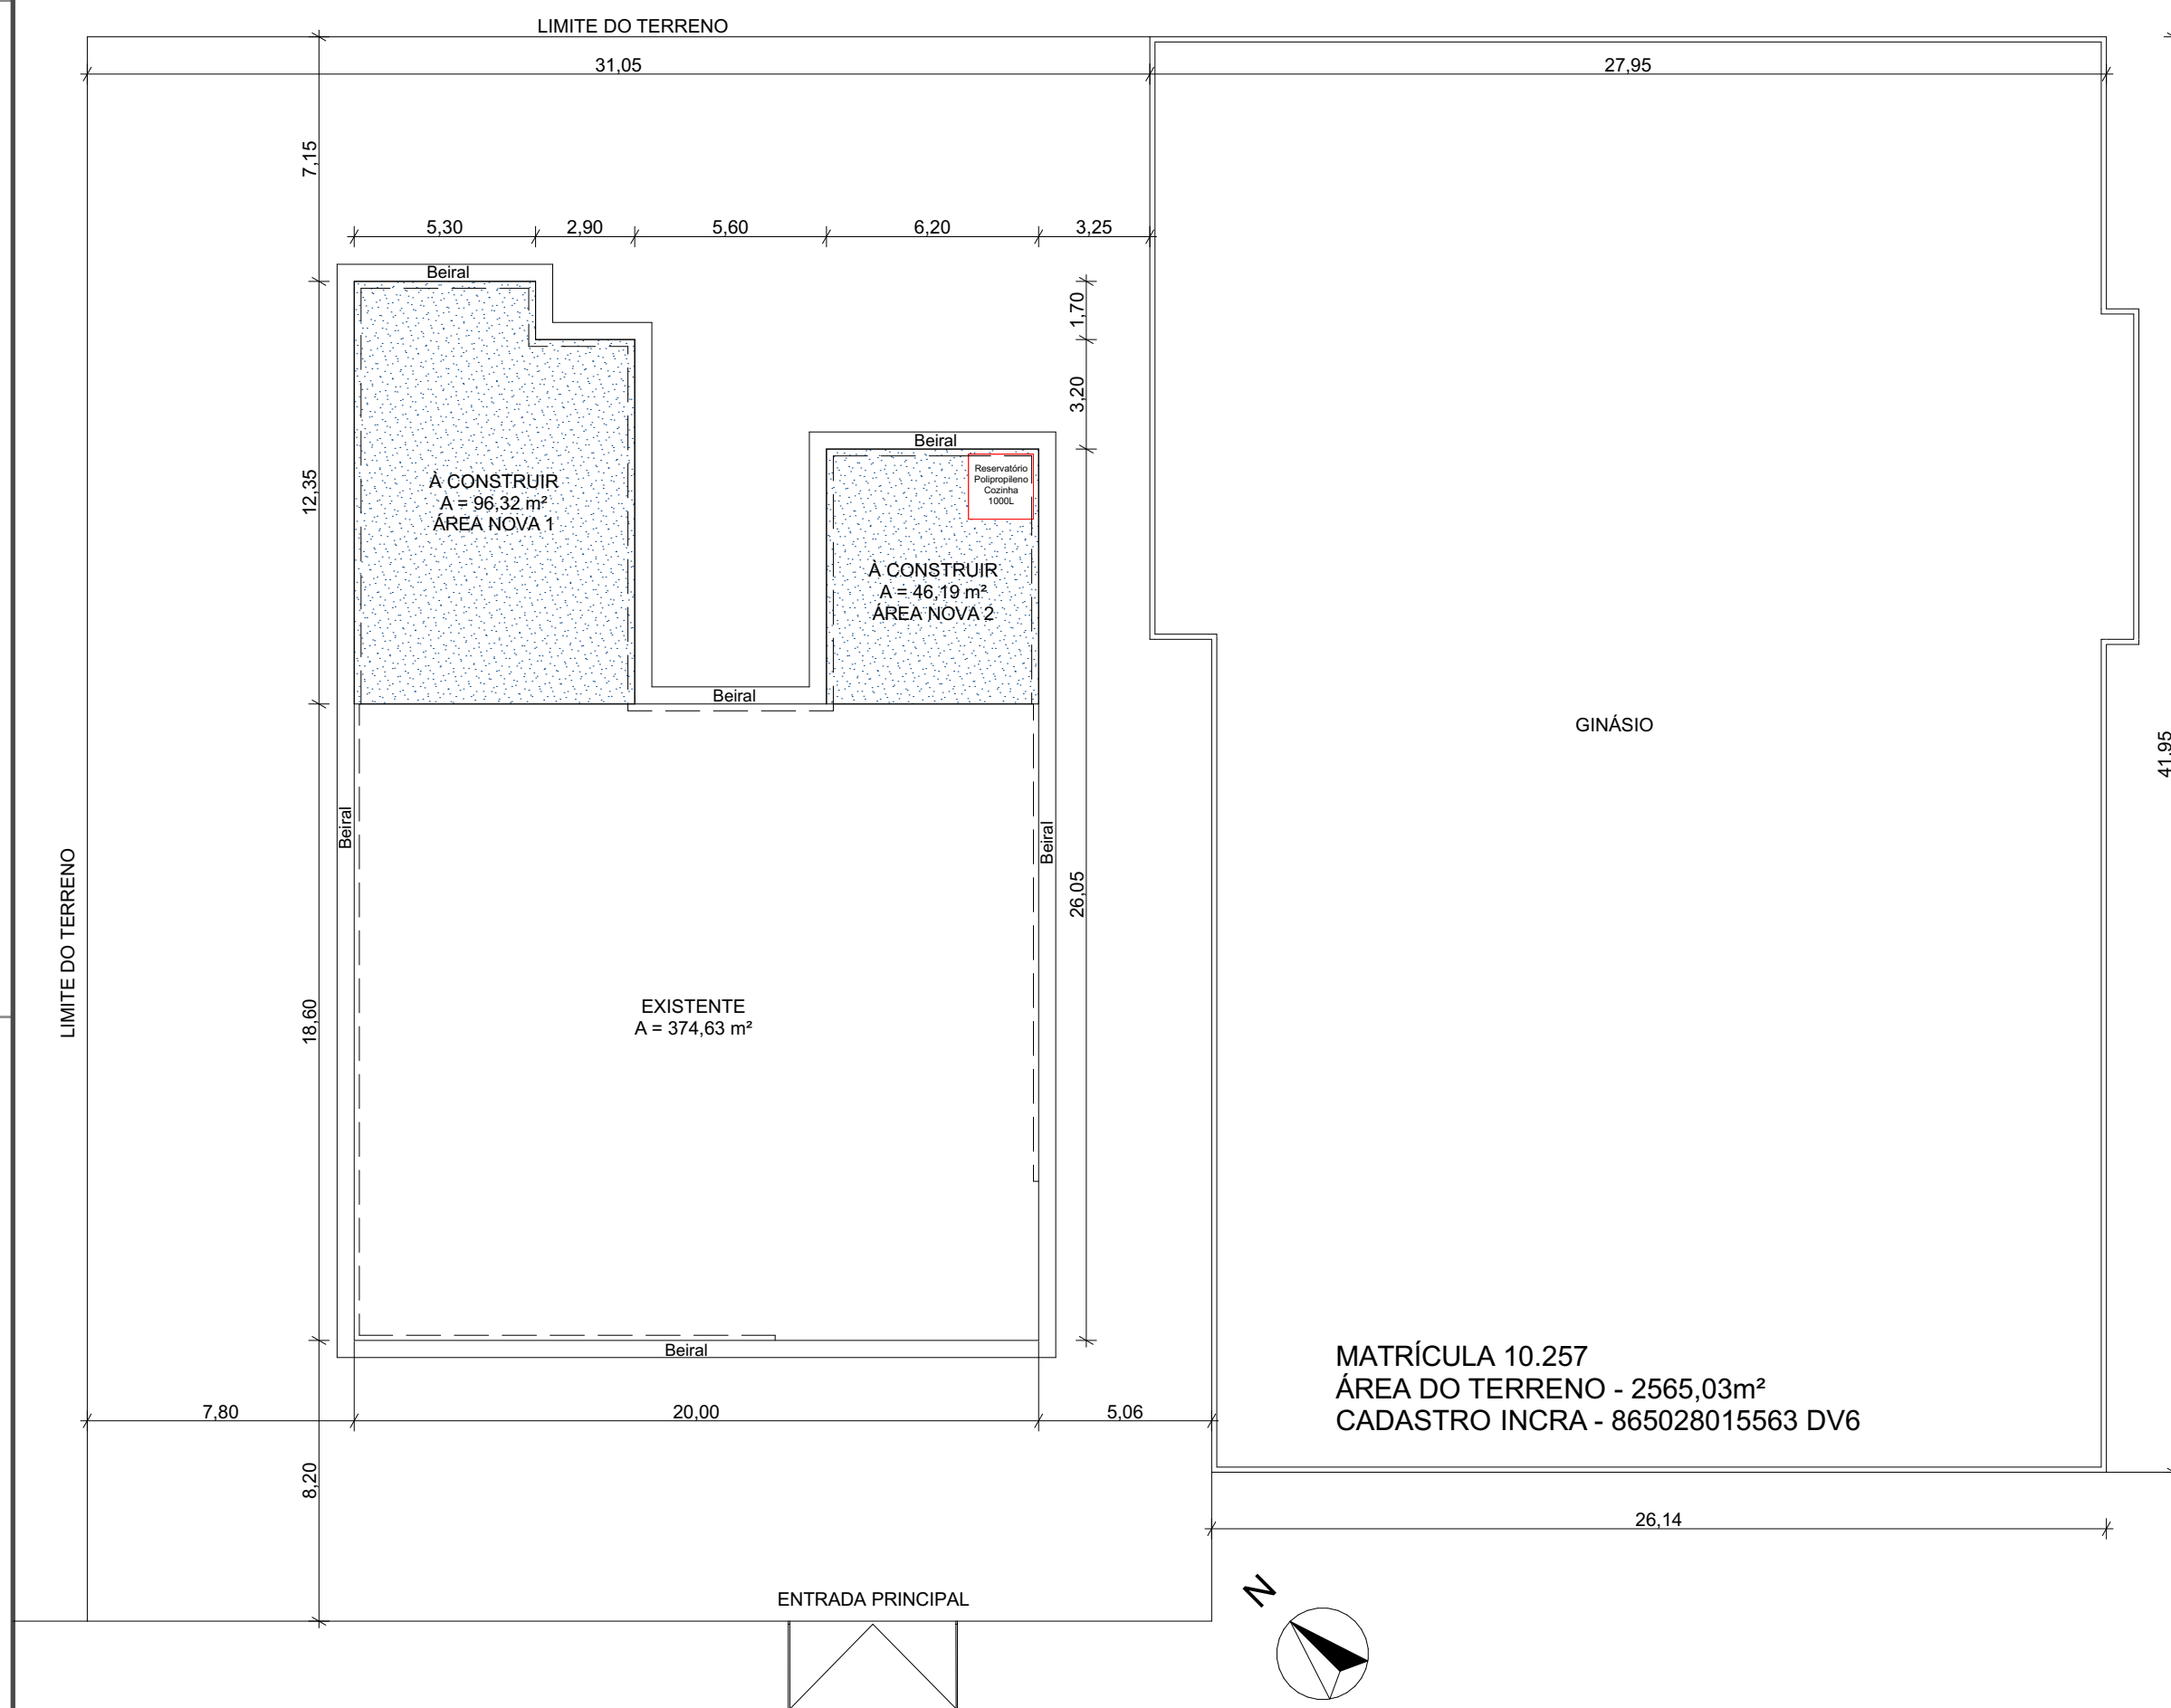 LIMITE DO TERRENO
31,05
27,95
7,15
5,30
2,90
5,60
6,20
3,25
Beiral
1,70
3,20
Beiral
Reservatório
Polipropileno
Cozinha
1000L
12,35
À CONSTRUIR
A = 96,32 m²
ÁREA NOVA 1
À CONSTRUIR
A = 46,19 m²
ÁREA NOVA 2
Beiral
GINÁSIO
41,95
Beiral
Beiral
LIMITE DO TERRENO
26,05
18,60
EXISTENTE
A = 374,63 m²
Beiral
MATRÍCULA 10.257
ÁREA DO TERRENO - 2565,03m²
CADASTRO INCRA - 865028015563 DV6
7,80
20,00
5,06
8,20
26,14
ENTRADA PRINCIPAL
N